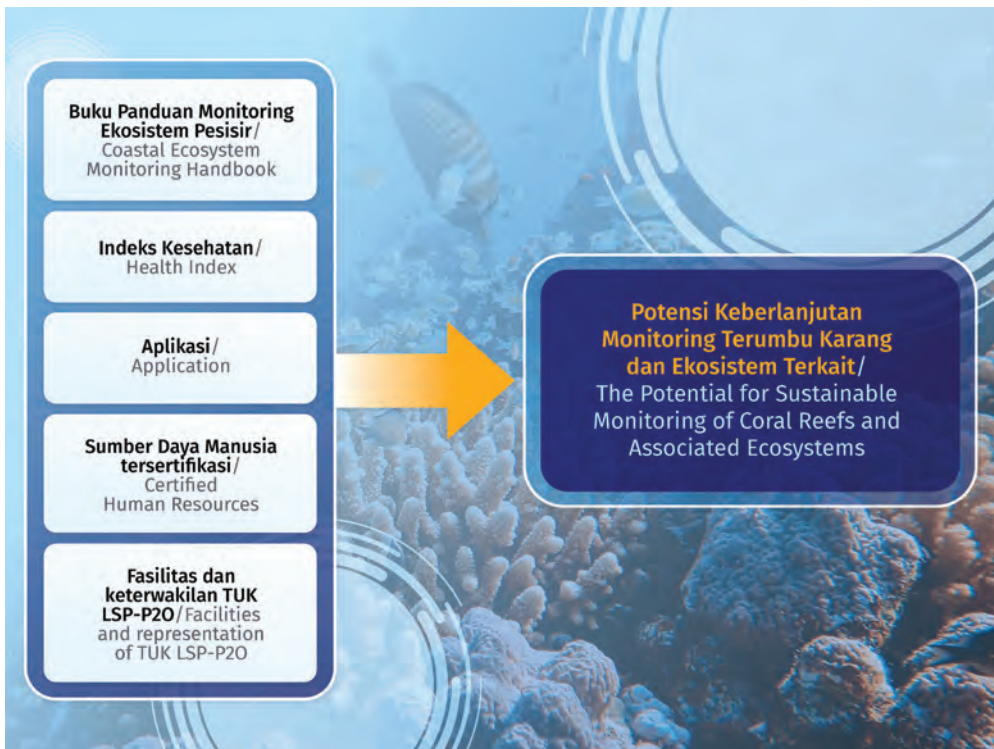 Buku Panduan Monitoring
Ekosistem Pesisir/
Coastal Ecosystem
Monitoring Handbook
Indeks Kesehatan/
Health Index
Aplikasi/
Application
Sumber Daya Manusia
tersertifikasi/
Certified
Human Resources
Fasilitas dan
keterwakilan TUK
LSP-P2O/Facilities
and representation
of TUK LSP-P2O
Potensi Keberlanjutan
Monitoring Terumbu Karang
dan Ekosistem Terkait/
The Potential for Sustainable
Monitoring of Coral Reefs and
Associated Ecosystems